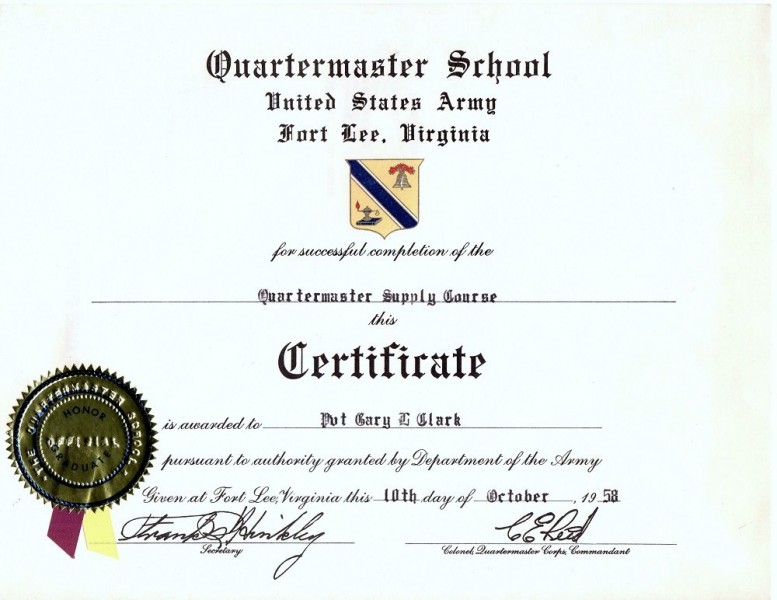 Quartermaster School
United States Army
Fort Lee, Virginia
for successful completion of the
Quartermaster Supply Course
this
Certificate
is awarded to Pvt Gary L Clark
pursuant to authority granted by Department of the Army
Given at Fort Lee, Virginia this 10th day of October, 1958
THE QUARTERMASTER SCHOOL
HONOR
OFFICIAL
GRADUATE
Secretary
Colonel, Quartermaster Corps, Commandant